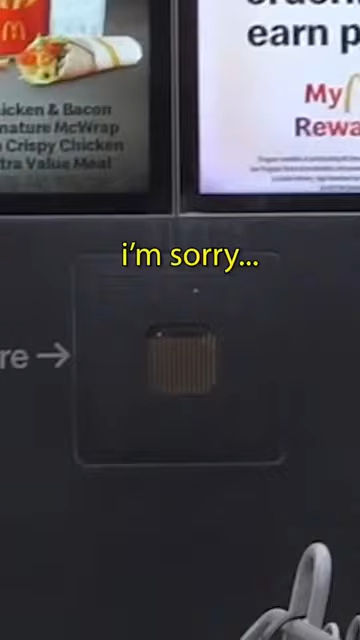 icken & Bacon
nature McWrap
Crispy Chicken
tra Value Meal
earn p
My
Rewa
i'm sorry...
re →